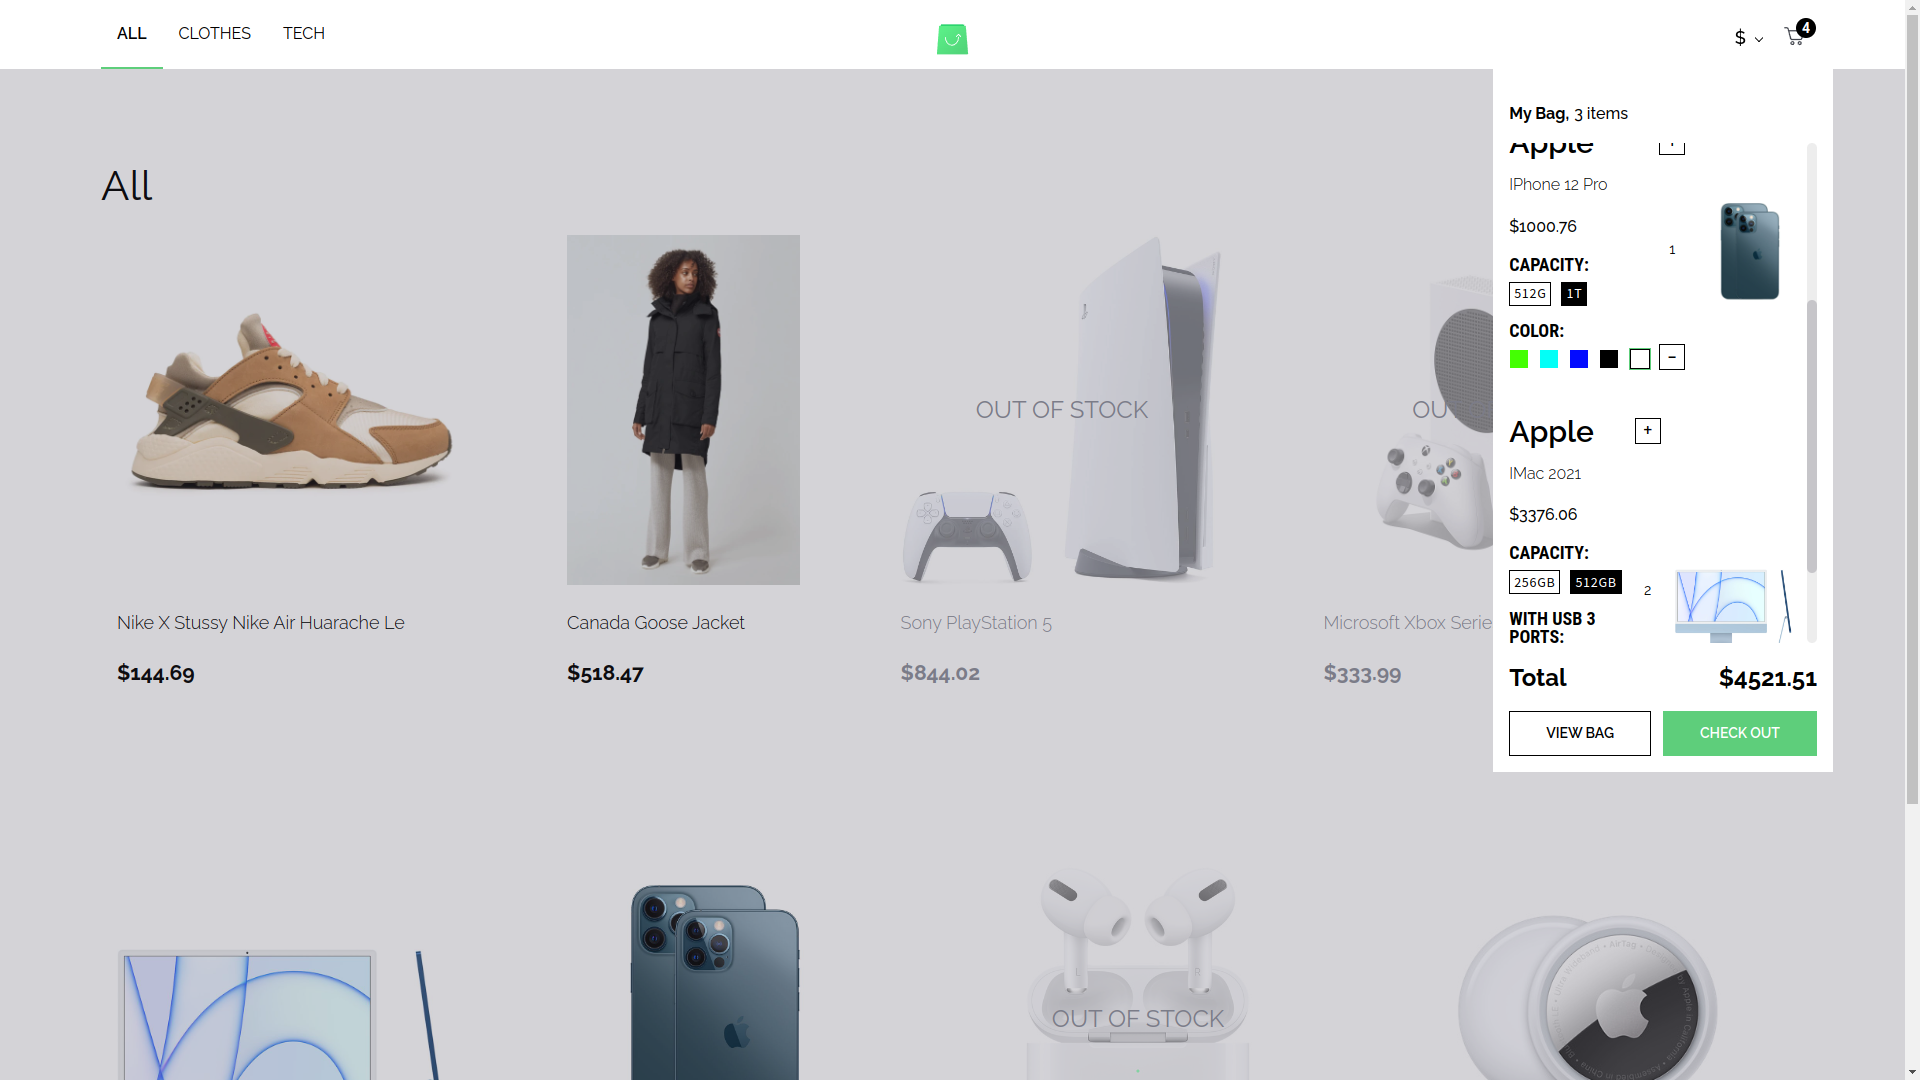 ALL CLOTHES TECH
$ 4
My Bag, 3 items
Apple +
IPhone 12 Pro
$1000.76
1
CAPACITY:
512G 1T
COLOR:
-
Apple +
IMac 2021
$3376.06
CAPACITY:
256GB 512GB
2
WITH USB 3
PORTS:
Total $4521.51
VIEW BAG CHECK OUT
All
OUT OF STOCK
OU
Nike X Stussy Nike Air Huarache Le
$144.69
Canada Goose Jacket
$518.47
Sony PlayStation 5
$844.02
Microsoft Xbox Serie
$333.99
OUT OF STOCK